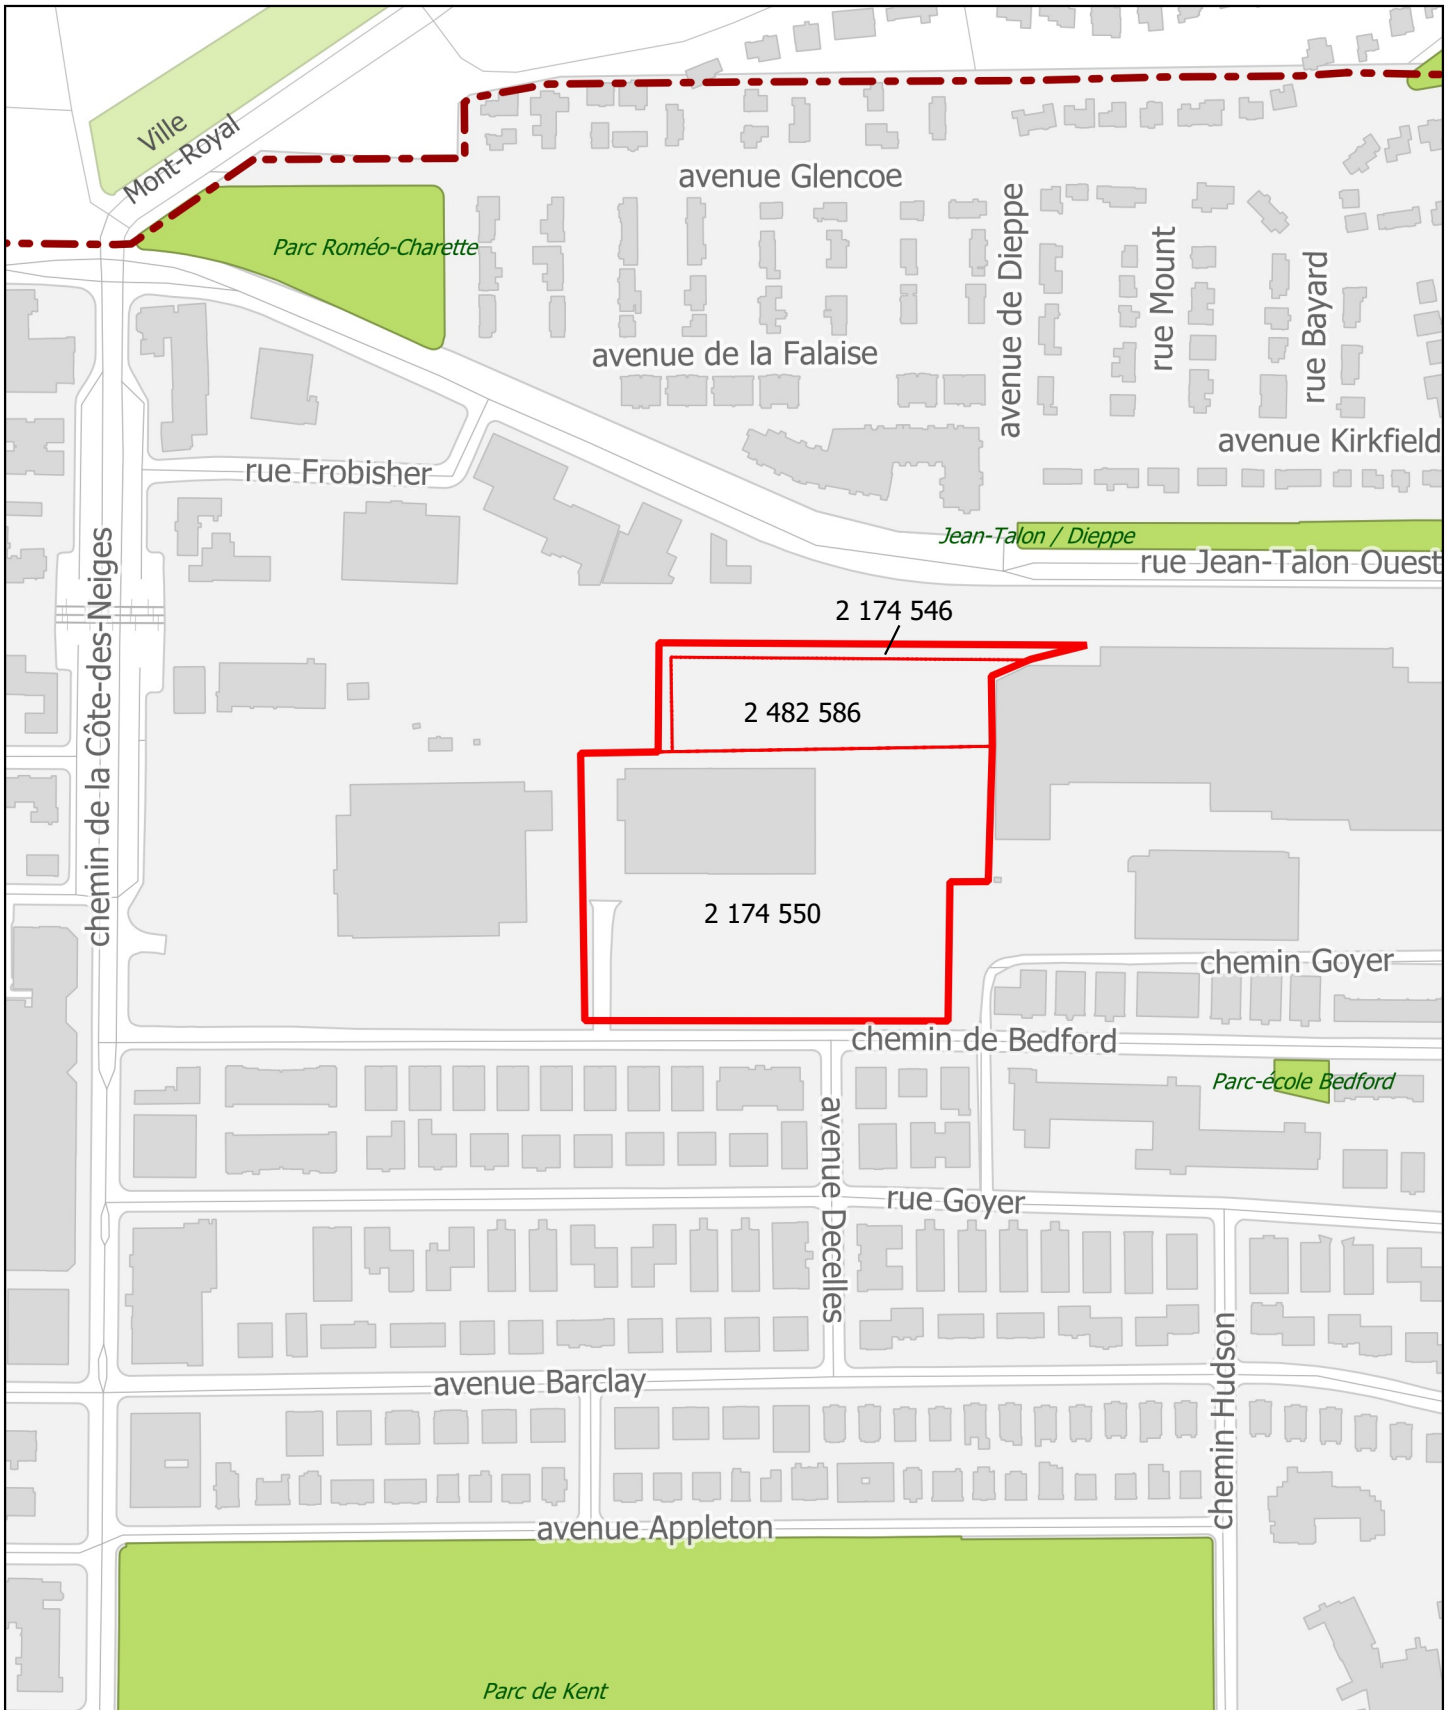 Ville
Mont-Royal
avenue Glencoe
Parc Roméo-Charette
avenue de Dieppe
rue Mount
rue Bayard
avenue de la Falaise
avenue Kirkfield
rue Frobisher
Jean-Talon / Dieppe
rue Jean-Talon Ouest
chemin de la Côte-des-Neiges
2 174 546
2 482 586
2 174 550
chemin Goyer
chemin de Bedford
Parc-école Bedford
avenue Decelles
rue Goyer
chemin Hudson
avenue Barclay
avenue Appleton
Parc de Kent